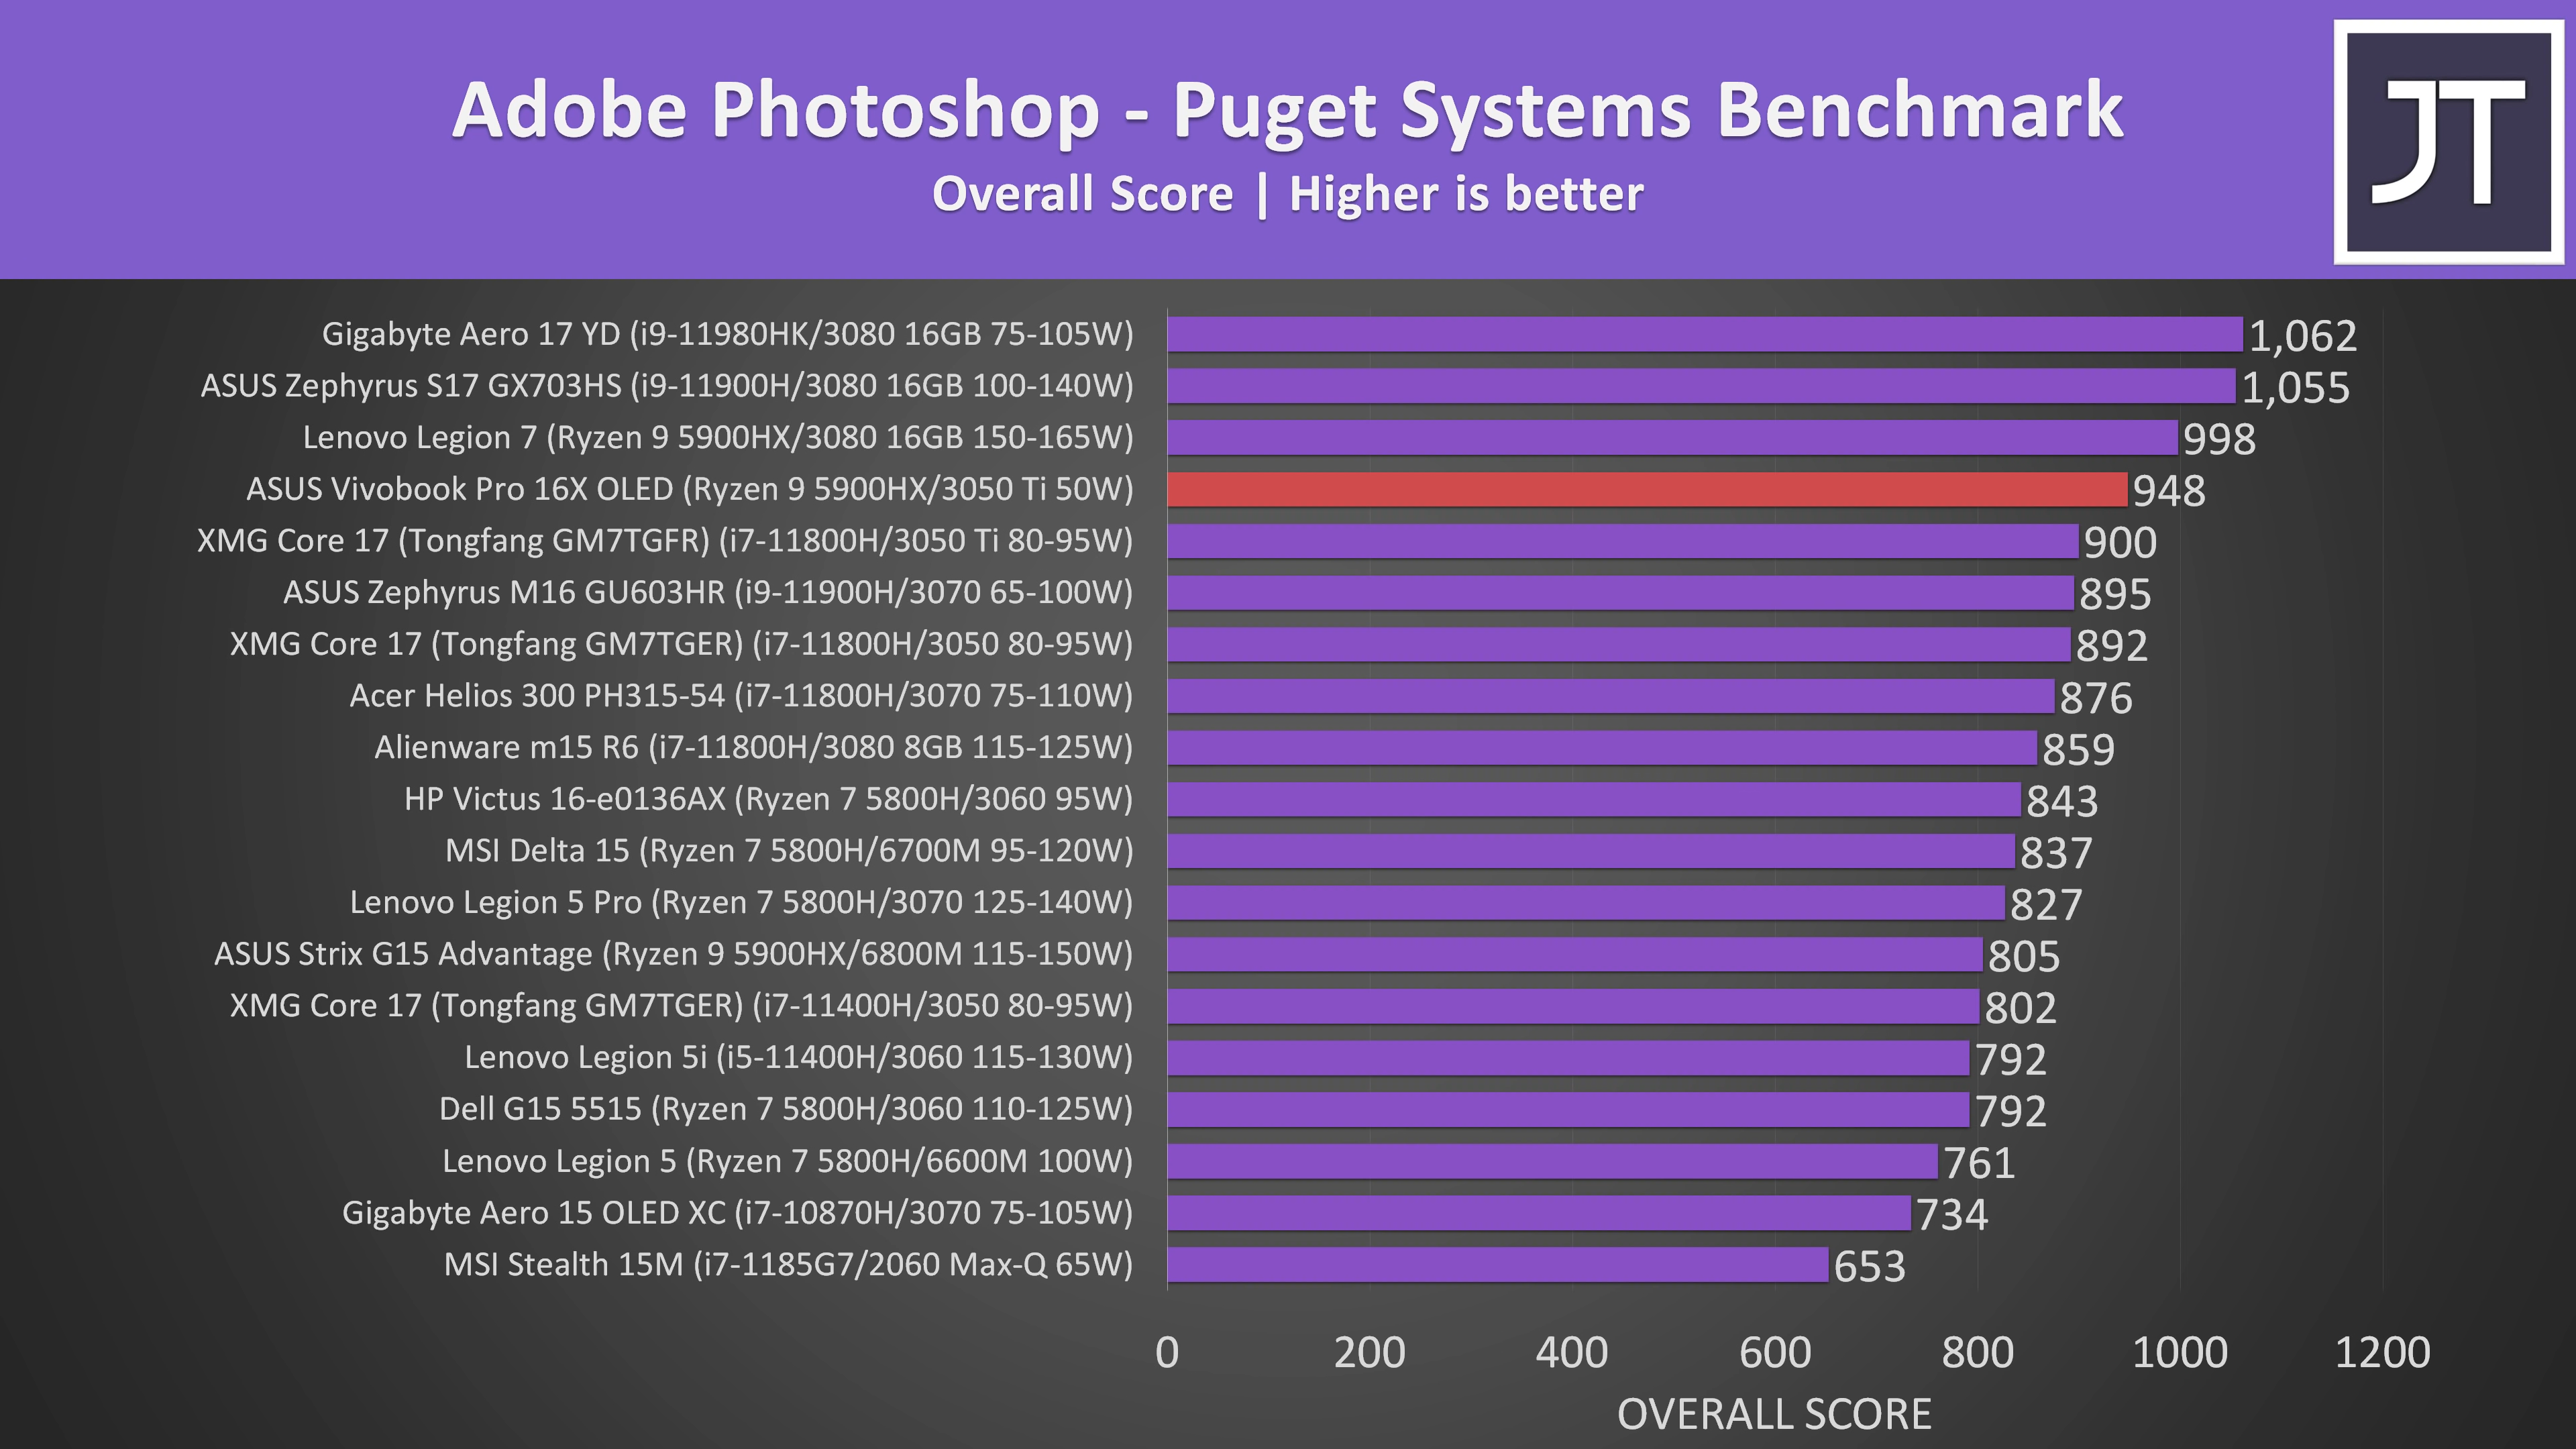 Adobe Photoshop - Puget Systems Benchmark
Overall Score | Higher is better
JT
Gigabyte Aero 17 YD (i9-11980HK/3080 16GB 75-105W) 1,062
ASUS Zephyrus S17 GX703HS (i9-11900H/3080 16GB 100-140W) 1,055
Lenovo Legion 7 (Ryzen 9 5900HX/3080 16GB 150-165W) 998
ASUS Vivobook Pro 16X OLED (Ryzen 9 5900HX/3050 Ti 50W) 948
XMG Core 17 (Tongfang GM7TGFR) (i7-11800H/3050 Ti 80-95W) 900
ASUS Zephyrus M16 GU603HR (i9-11900H/3070 65-100W) 895
XMG Core 17 (Tongfang GM7TGER) (i7-11800H/3050 80-95W) 892
Acer Helios 300 PH315-54 (i7-11800H/3070 75-110W) 876
Alienware m15 R6 (i7-11800H/3080 8GB 115-125W) 859
HP Victus 16-e0136AX (Ryzen 7 5800H/3060 95W) 843
MSI Delta 15 (Ryzen 7 5800H/6700M 95-120W) 837
Lenovo Legion 5 Pro (Ryzen 7 5800H/3070 125-140W) 827
ASUS Strix G15 Advantage (Ryzen 9 5900HX/6800M 115-150W) 805
XMG Core 17 (Tongfang GM7TGER) (i7-11400H/3050 80-95W) 802
Lenovo Legion 5i (i5-11400H/3060 115-130W) 792
Dell G15 5515 (Ryzen 7 5800H/3060 110-125W) 792
Lenovo Legion 5 (Ryzen 7 5800H/6600M 100W) 761
Gigabyte Aero 15 OLED XC (i7-10870H/3070 75-105W) 734
MSI Stealth 15M (i7-1185G7/2060 Max-Q 65W) 653
0 200 400 600 800 1000 1200
OVERALL SCORE